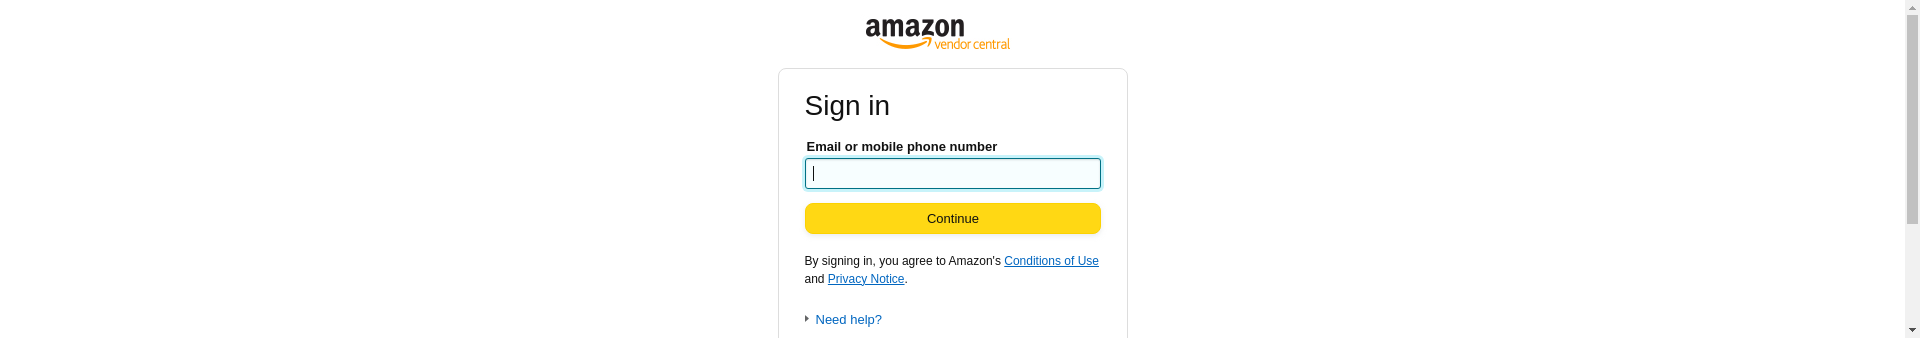 amazon
vendor central
Sign in
Email or mobile phone number
Continue
By signing in, you agree to Amazon's Conditions of Use
and Privacy Notice.
Need help?